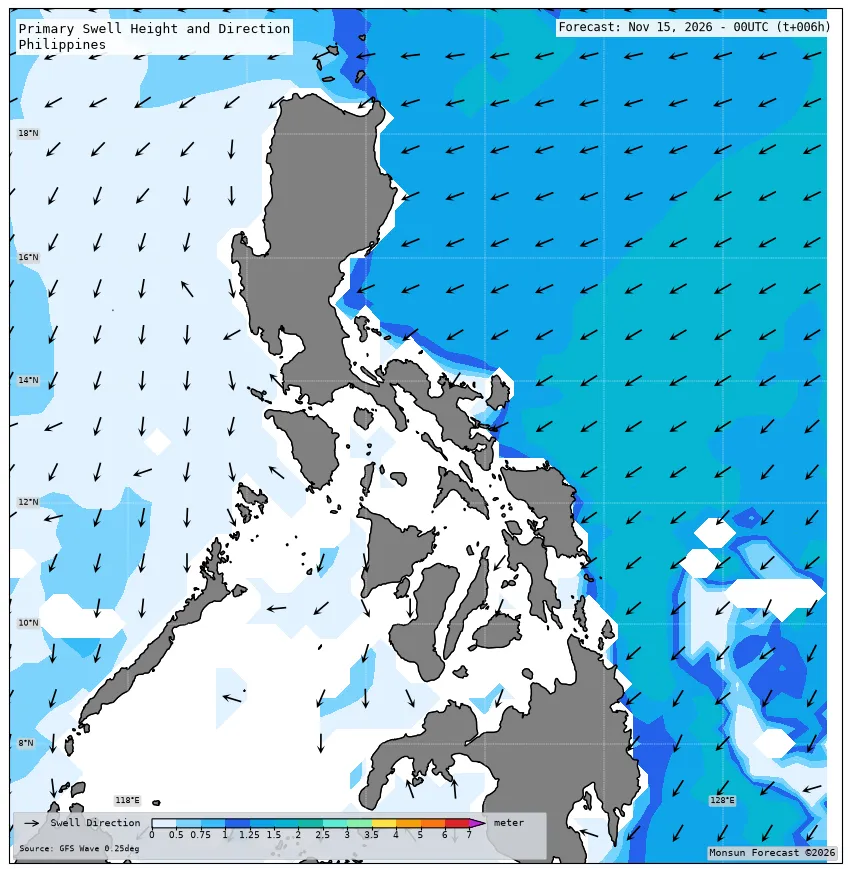 Primary Swell Height and Direction
Philippines
Forecast: Nov 15, 2026 - 00UTC (t+006h)
18°N
16°N
14°N
12°N
10°N
8°N
118°E
128°E
Swell Direction
0 0.5 0.75 1 1.25 1.5 2 2.5 3 3.5 4 5 6 7
meter
Source: GFS Wave 0.25deg
Monsun Forecast ©2026